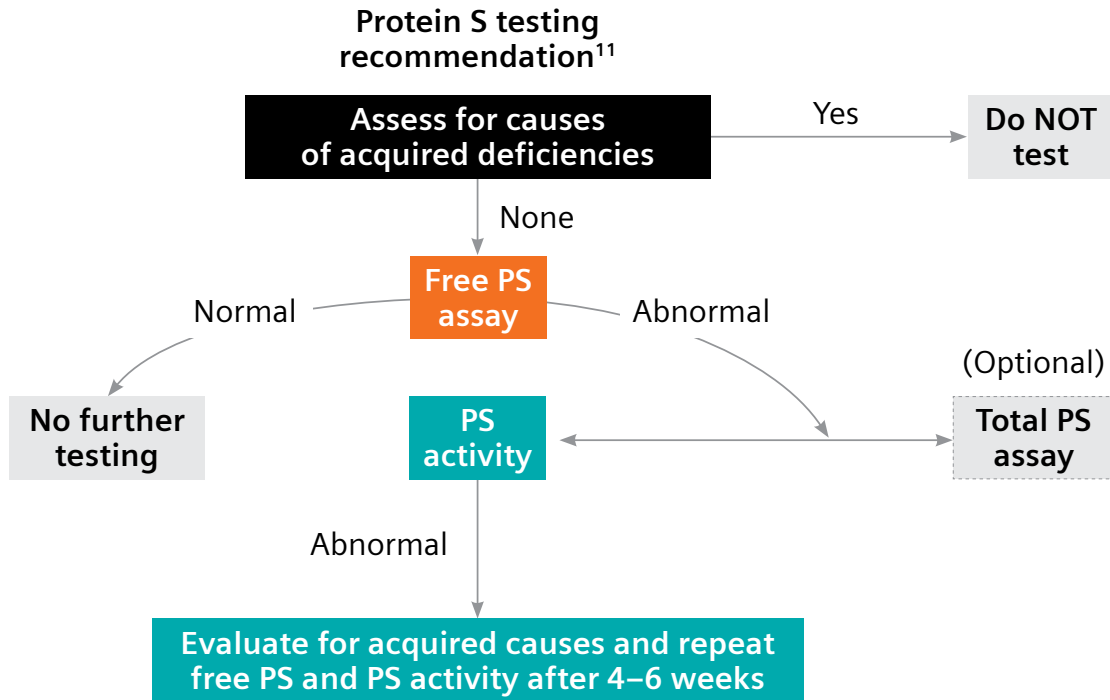 Protein S testing
recommendation¹¹
Assess for causes
of acquired deficiencies
Yes
Do NOT
test
None
Free PS
assay
Normal
Abnormal
(Optional)
No further
testing
PS
activity
Total PS
assay
Abnormal
Evaluate for acquired causes and repeat
free PS and PS activity after 4–6 weeks